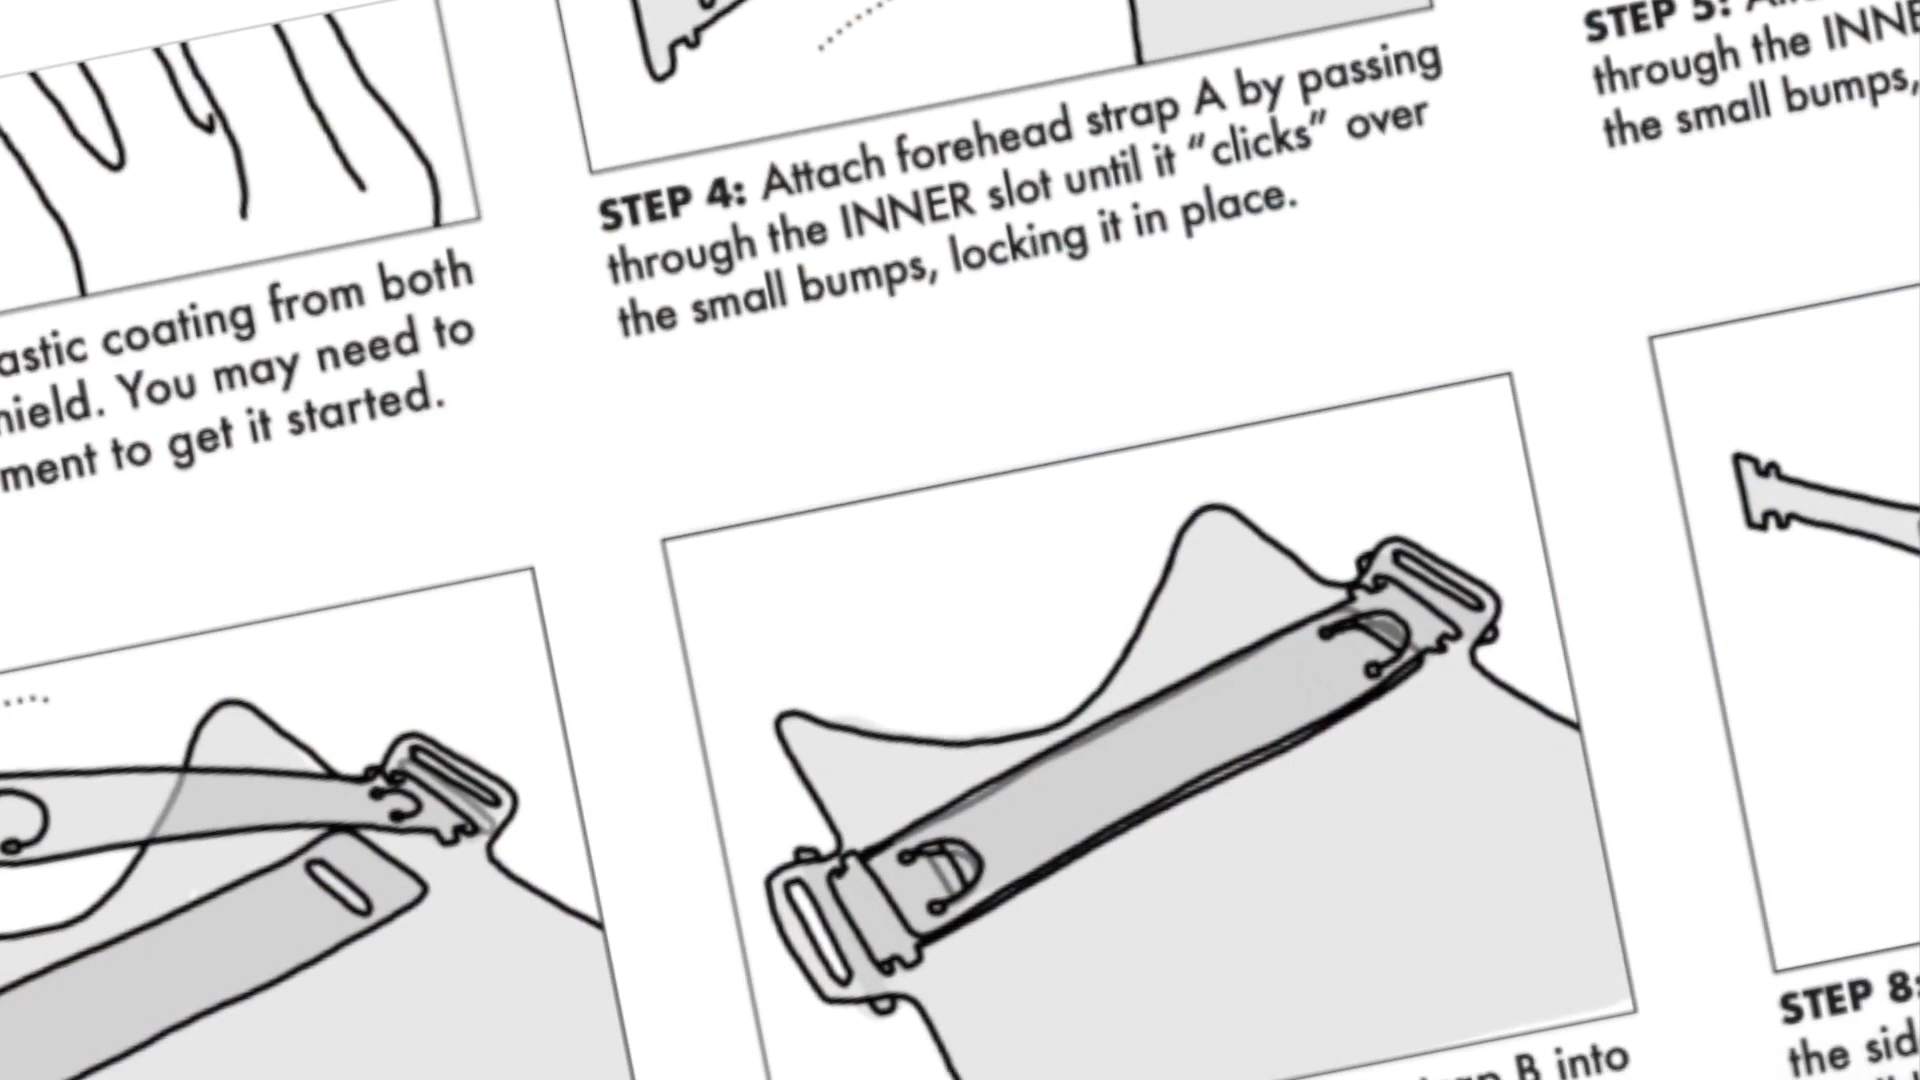 astic coating from both
hield. You may need to
ment to get it started.
STEP 4: Attach forehead strap A by passing
through the INNER slot until it “clicks” over
the small bumps, locking it in place.
STEP 5:
through the INNE
the small bumps,
B into
STEP 8:
the sid